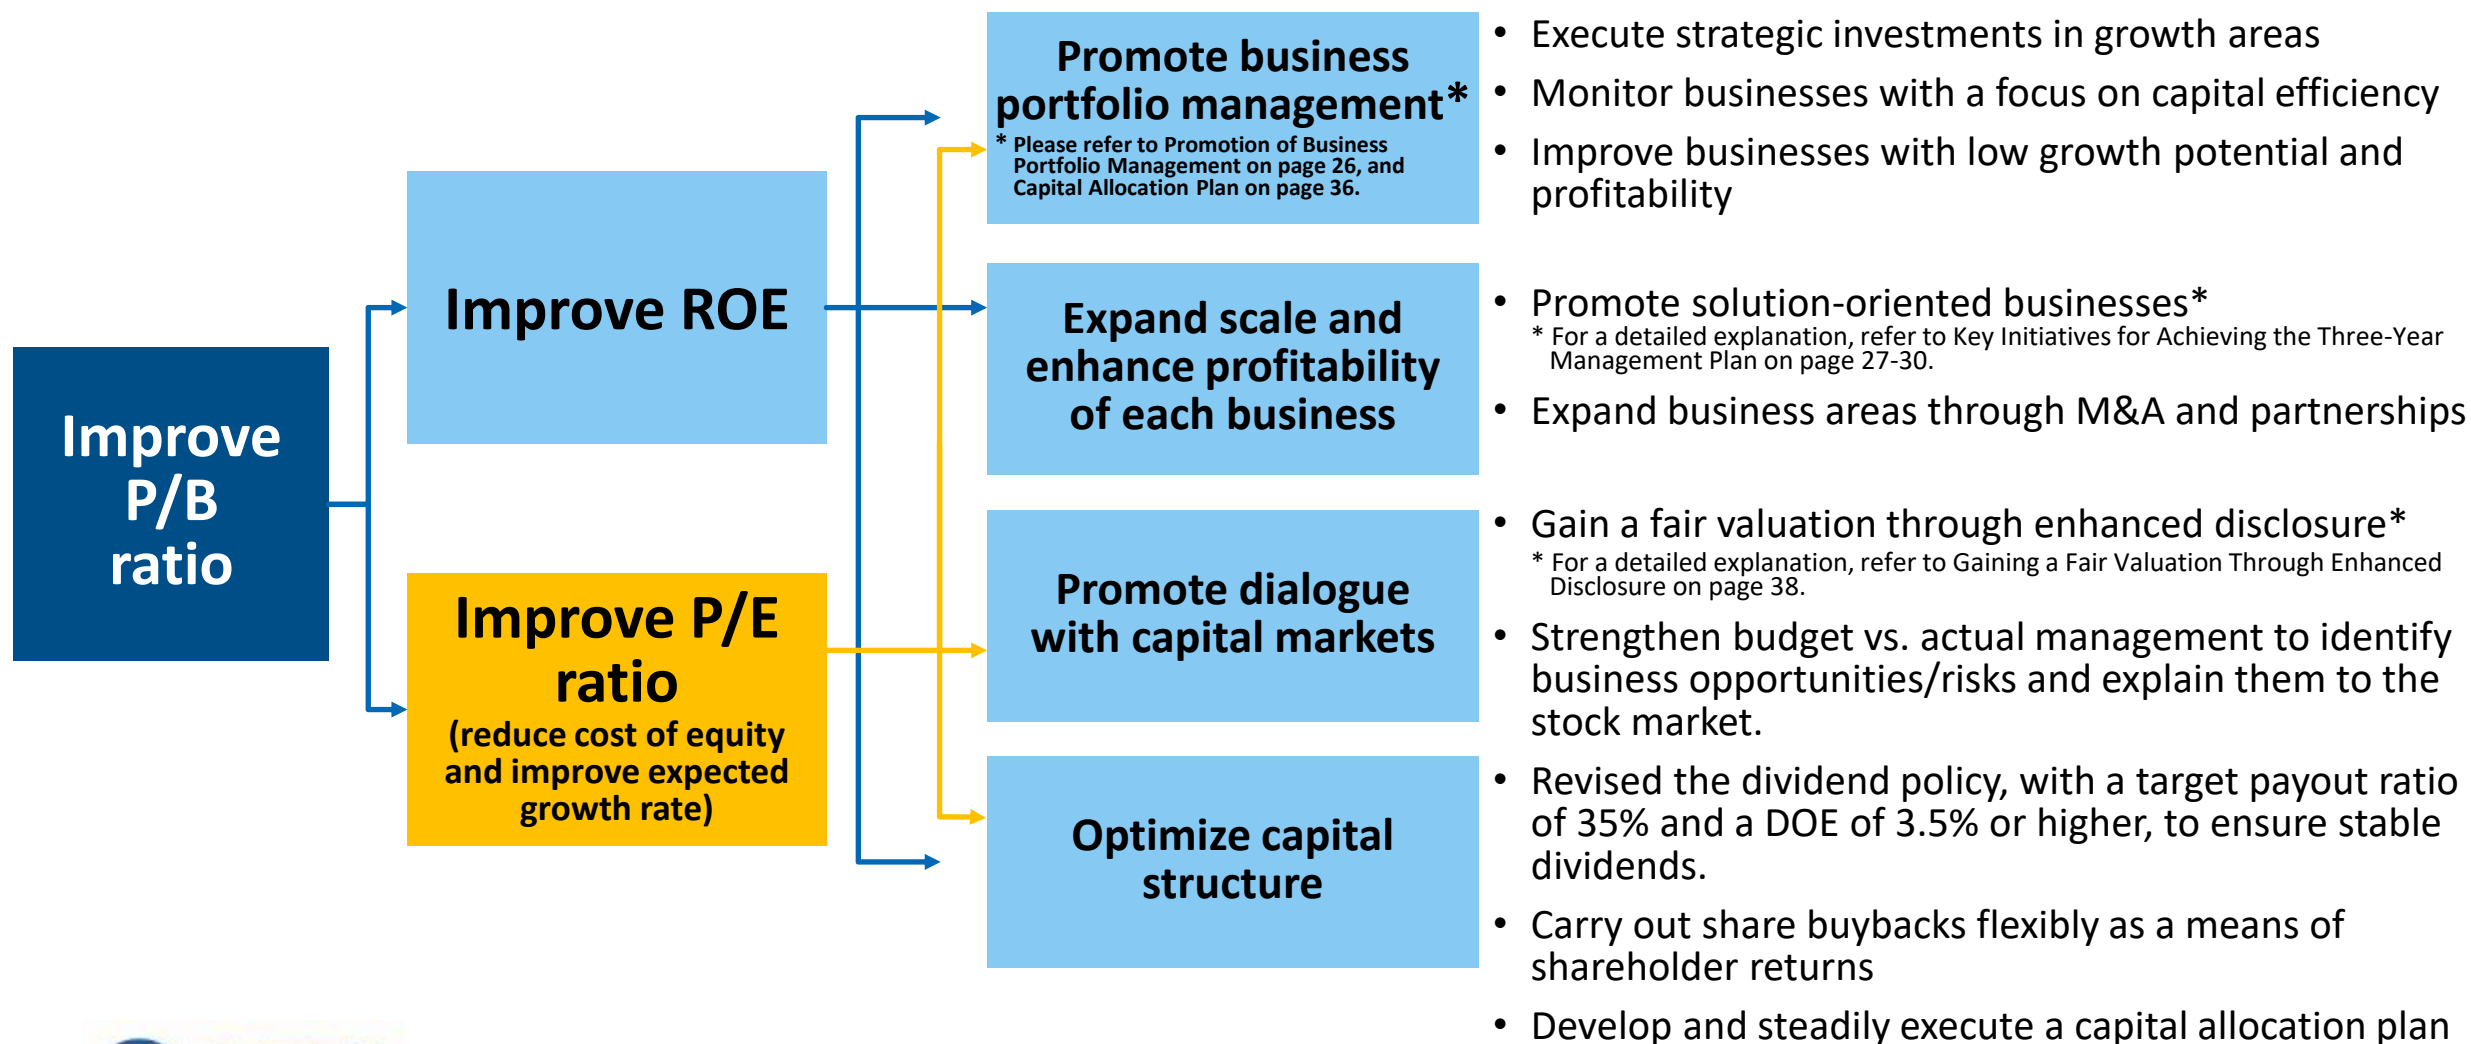 Improve
P/B
ratio
Improve ROE
Improve P/E
ratio
(reduce cost of equity
and improve expected
growth rate)
Promote business
portfolio management*
* Please refer to Promotion of Business
Portfolio Management on page 26, and
Capital Allocation Plan on page 36.
• Execute strategic investments in growth areas
• Monitor businesses with a focus on capital efficiency
• Improve businesses with low growth potential and
profitability
Expand scale and
enhance profitability
of each business
• Promote solution-oriented businesses*
* For a detailed explanation, refer to Key Initiatives for Achieving the Three-Year
Management Plan on page 27-30.
• Expand business areas through M&A and partnerships
Promote dialogue
with capital markets
• Gain a fair valuation through enhanced disclosure*
* For a detailed explanation, refer to Gaining a Fair Valuation Through Enhanced
Disclosure on page 38.
• Strengthen budget vs. actual management to identify
business opportunities/risks and explain them to the
stock market.
Optimize capital
structure
• Revised the dividend policy, with a target payout ratio
of 35% and a DOE of 3.5% or higher, to ensure stable
dividends.
• Carry out share buybacks flexibly as a means of
shareholder returns
• Develop and steadily execute a capital allocation plan